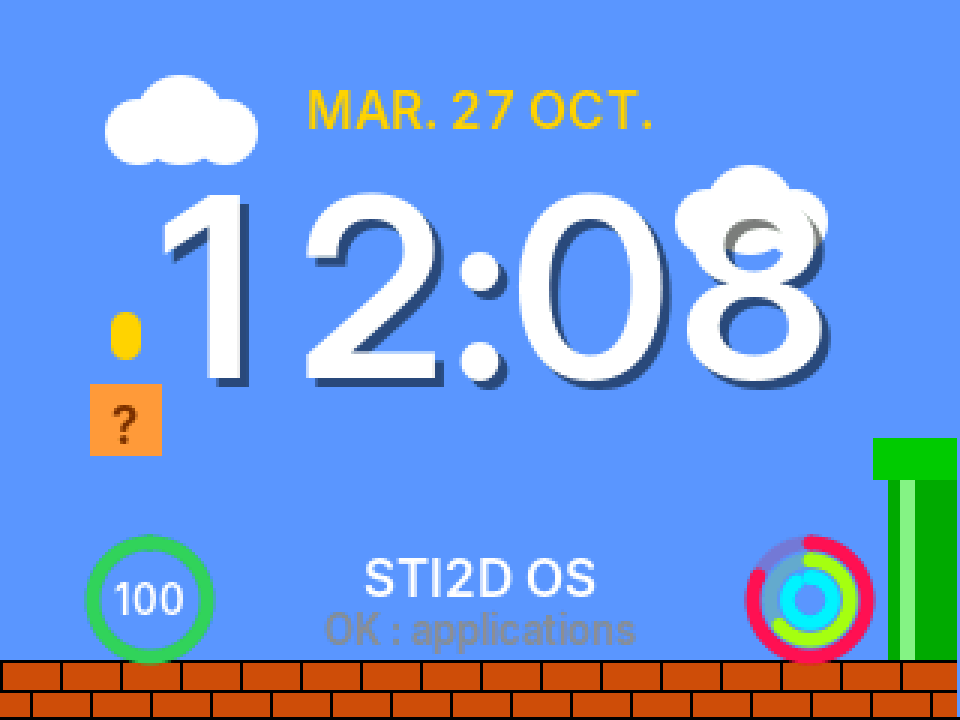 MAR. 27 OCT.
12:08
?
100
STI2D OS
OK : applications